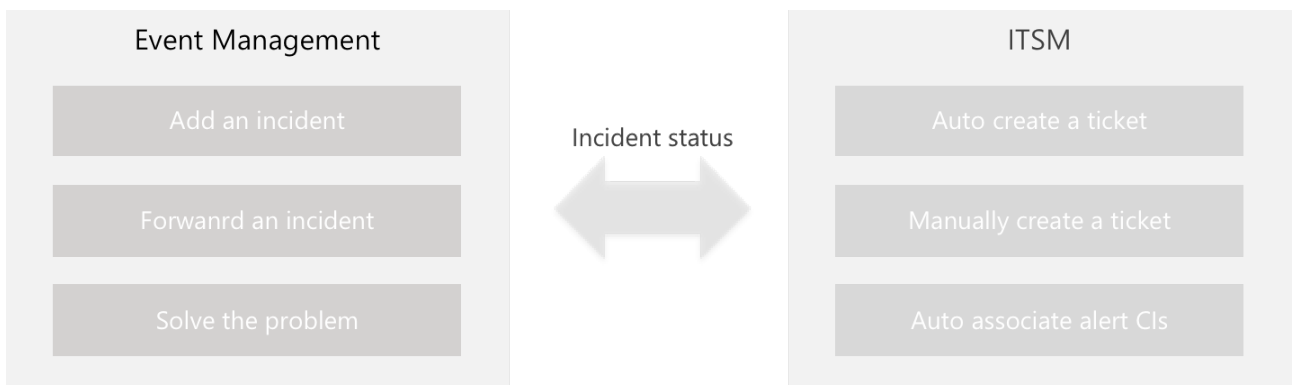 Event Management
Add an incident
Forwanrd an incident
Solve the problem
Incident status
ITSM
Auto create a ticket
Manually create a ticket
Auto associate alert CIs